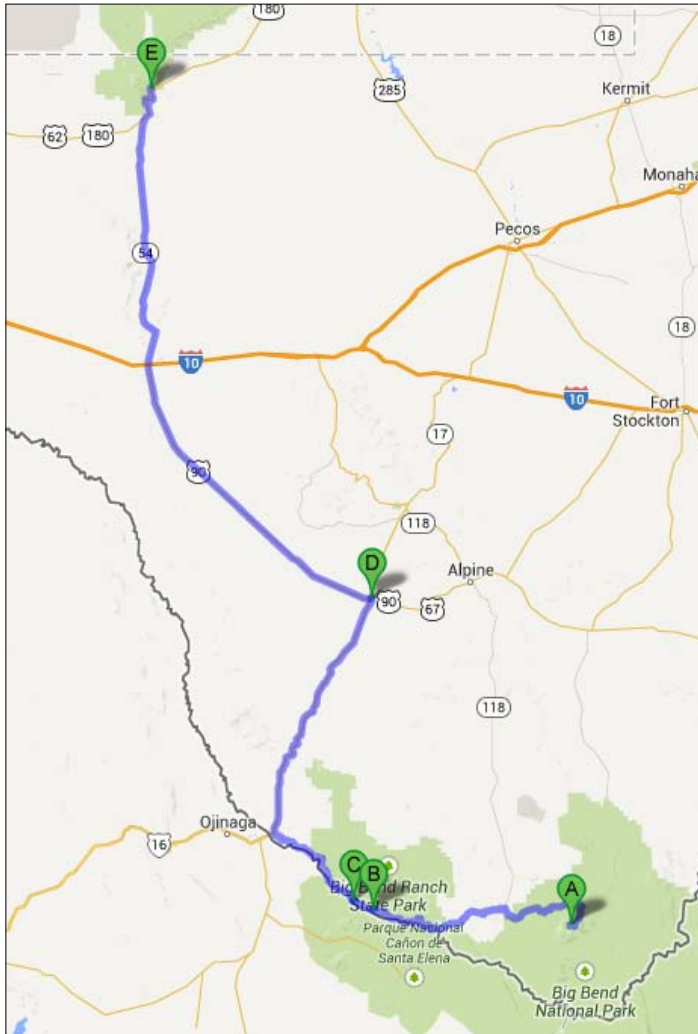 180
180
18
E
Kermit
285
62
180
Monaha
Pecos
54
18
10
10
Fort
Stockton
17
90
118
D
Alpine
90
67
118
Ojinaga
16
C
B
A
Big Bend Ranch
State Park
Parque Nacional
Cañon de
Santa Elena
Big Bend
National Park